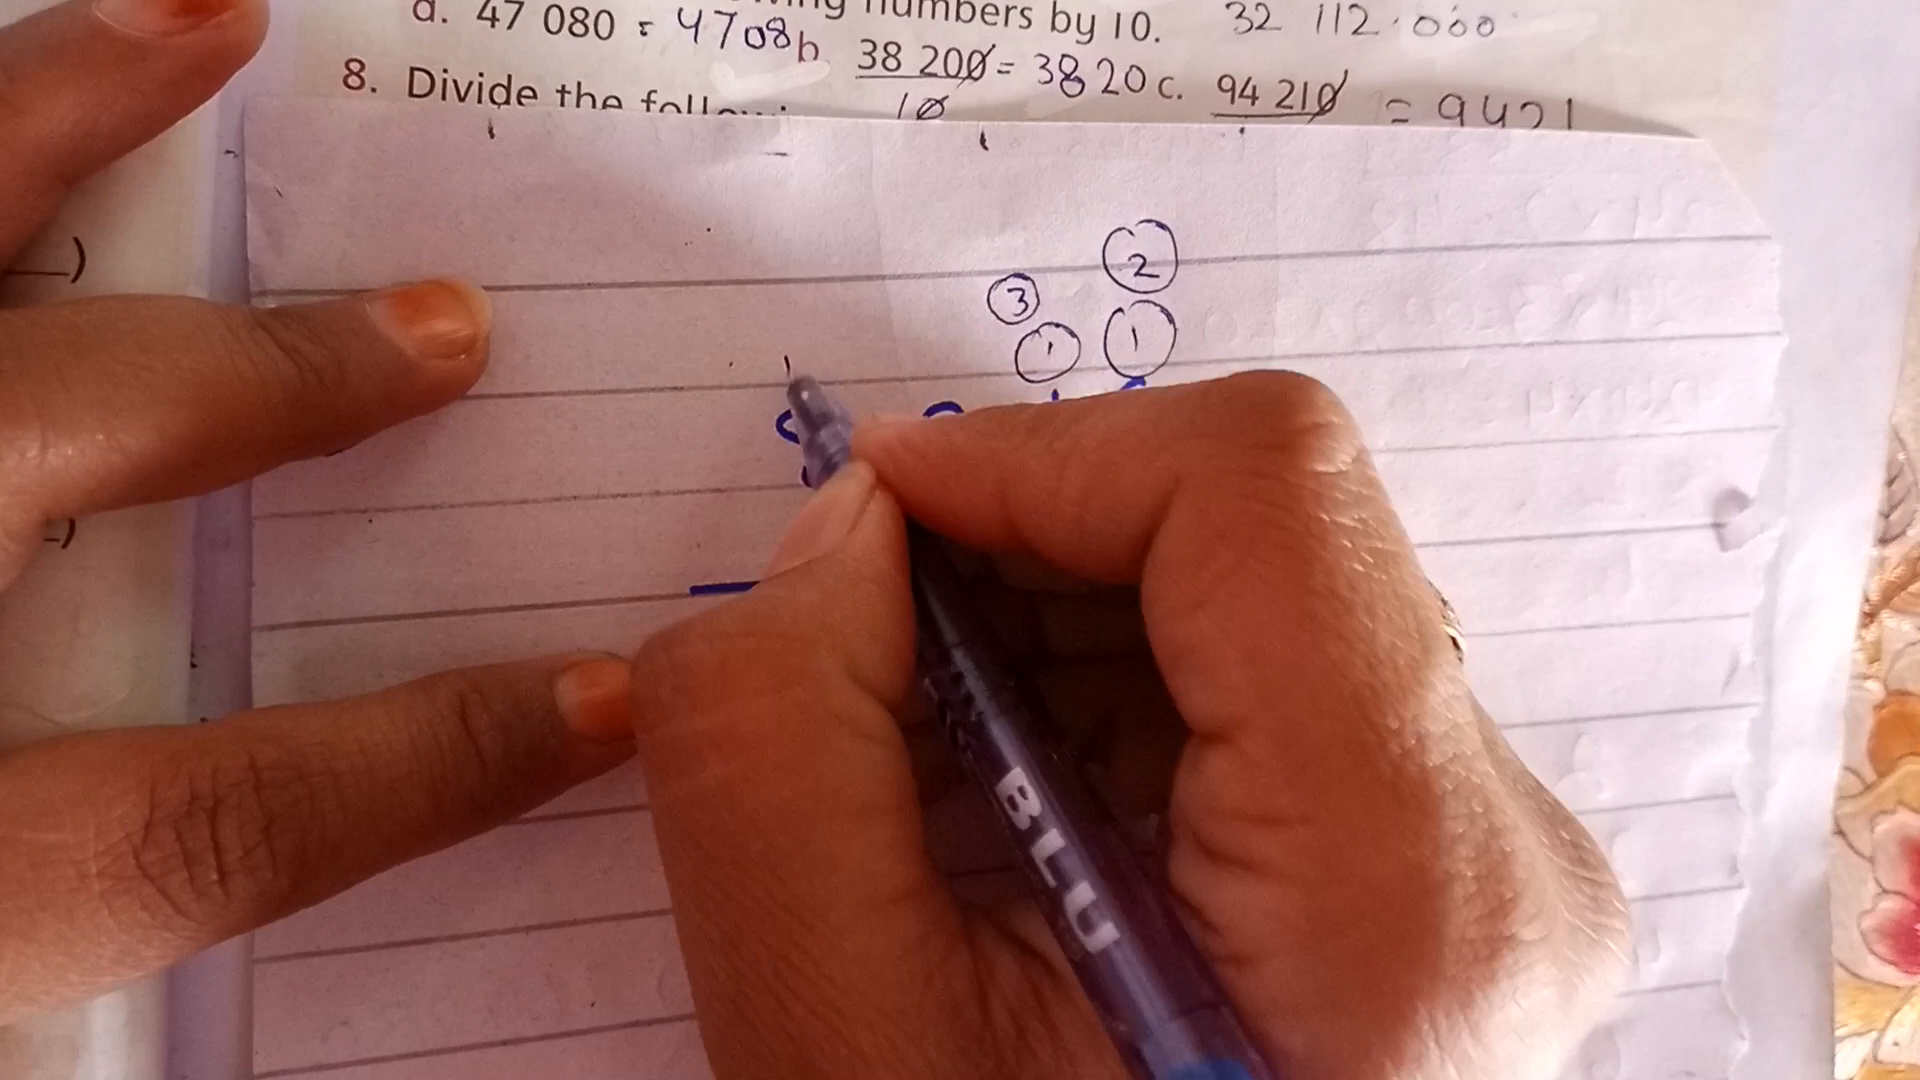 numbers by 10. 32 112.000
a. 47 080 = 4708 b. 38 200/10 = 3820 c. 94 210 = 9421
8. Divide the
2
3
1 1
BLU